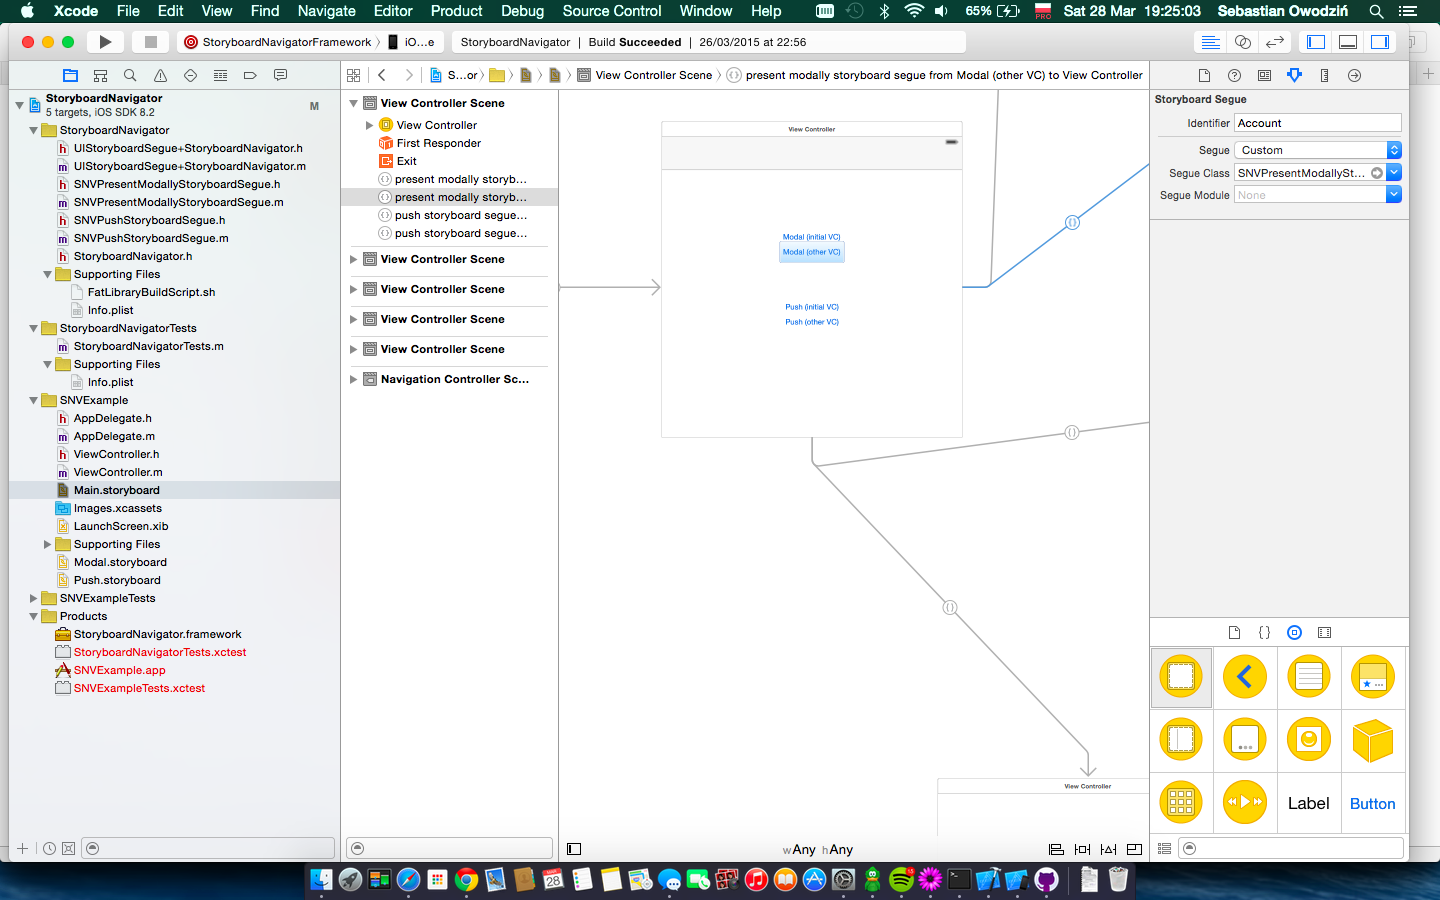 Xcode File Edit View Find Navigate Editor Product Debug Source Control Window Help 65% PRO Sat 28 Mar 19:25:03 Sebastian Owodziń
StoryboardNavigatorFramework iO...e StoryboardNavigator | Build Succeeded | 26/03/2015 at 22:56
S...or View Controller Scene present modally storyboard segue from Modal (other VC) to View Controller
StoryboardNavigator
5 targets, iOS SDK 8.2
M
StoryboardNavigator
UIStoryboardSegue+StoryboardNavigator.h
UIStoryboardSegue+StoryboardNavigator.m
SNVPresentModallyStoryboardSegue.h
SNVPresentModallyStoryboardSegue.m
SNVPushStoryboardSegue.h
SNVPushStoryboardSegue.m
StoryboardNavigator.h
Supporting Files
FatLibraryBuildScript.sh
Info.plist
StoryboardNavigatorTests
StoryboardNavigatorTests.m
Supporting Files
Info.plist
SNVExample
AppDelegate.h
AppDelegate.m
ViewController.h
ViewController.m
Main.storyboard
Images.xcassets
LaunchScreen.xib
Supporting Files
Modal.storyboard
Push.storyboard
SNVExampleTests
Products
StoryboardNavigator.framework
StoryboardNavigatorTests.xctest
SNVExample.app
SNVExampleTests.xctest
View Controller Scene
View Controller
First Responder
Exit
present modally storyb...
present modally storyb...
push storyboard segue...
push storyboard segue...
View Controller Scene
View Controller Scene
View Controller Scene
View Controller Scene
Navigation Controller Sc...
View Controller
Modal (initial VC)
Modal (other VC)
Push (initial VC)
Push (other VC)
View Controller
wAny hAny
Storyboard Segue
Identifier Account
Segue Custom
Segue Class SNVPresentModallySt...
Segue Module None
Label Button
28